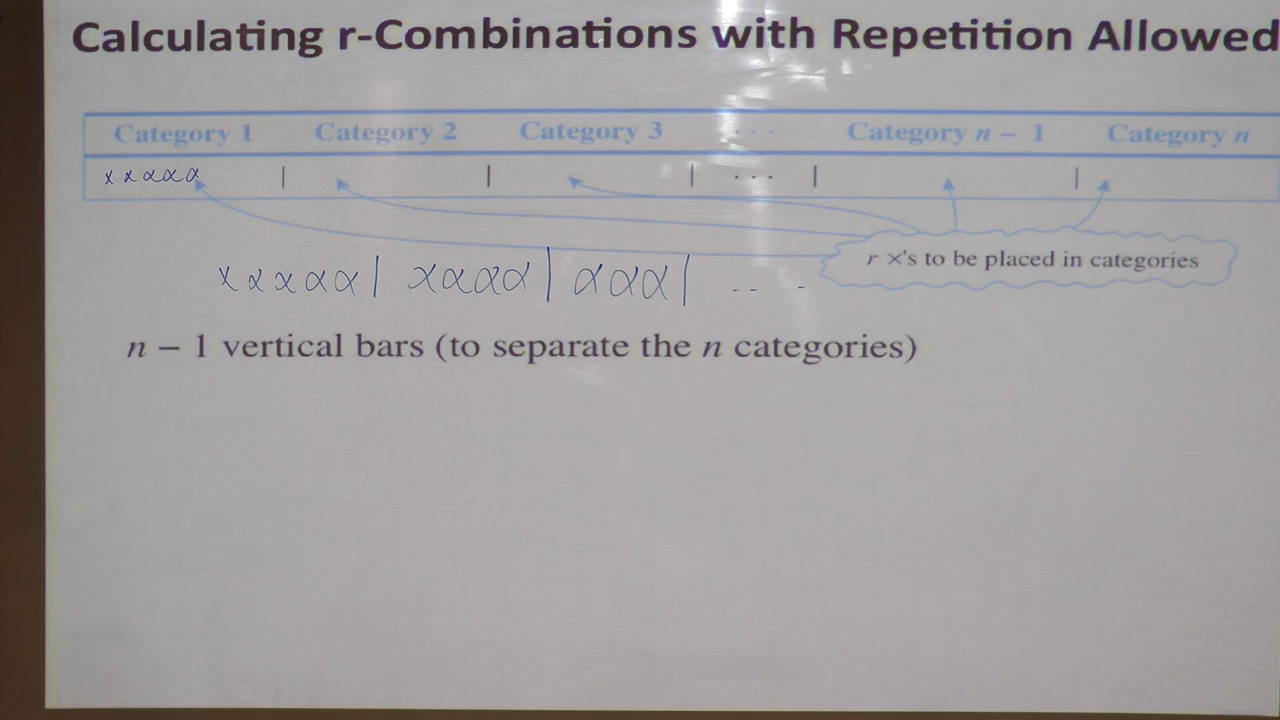 Calculating r-Combinations with Repetition Allowed
Category 1 Category 2 Category 3 . . . Category n − 1 Category n
x x x x x | | | . . . | |
r ×'s to be placed in categories
x x x x x | x x x x | x x x | - - - -
n − 1 vertical bars (to separate the n categories)